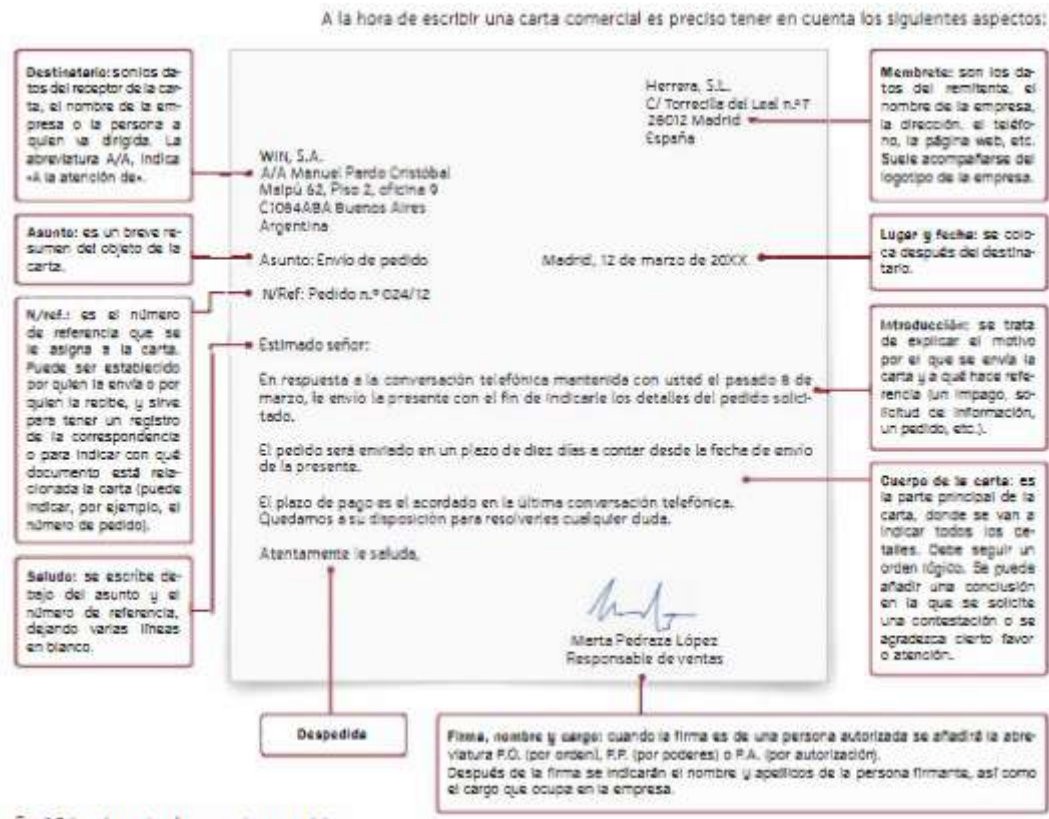 A la hora de escribir una carta comercial es preciso tener en cuenta los siguientes aspectos:
Destinatario: son los da-
tos del receptor de la car-
ta, el nombre de la em-
presa o la persona a
quien va dirigida. La
abreviatura A/A, indica
«A la atención de».
Asunto: es un breve re-
sumen del objeto de la
carta.
N/ref.: es el número
de referencia que se
le asigna a la carta.
Puede ser establecido
por quien la envía o por
quien la recibe, y sirve
para tener un registro
de la correspondencia
o para indicar con qué
documento está rela-
cionada la carta (puede
indicar, por ejemplo, el
número de pedido).
Saludo: se escribe de-
bajo del asunto y el
número de referencia,
dejando varias líneas
en blanco.
Herrera, S.L.
C/ Torrecilla del Leal n.º 7
28012 Madrid
España
WIN, S.A.
A/A Manuel Pardo Cristóbal
Maipú 62, Piso 2, oficina 9
C1084ABA Buenos Aires
Argentina
Asunto: Envío de pedido
Madrid, 12 de marzo de 20XX
N/Ref: Pedido n.º 024/12
Estimado señor:
En respuesta a la conversación telefónica mantenida con usted el pasado 8 de
marzo, le envío la presente con el fin de indicarle los detalles del pedido solici-
tado.
El pedido será enviado en un plazo de diez días a contar desde la fecha de envío
de la presente.
El plazo de pago es el acordado en la última conversación telefónica.
Quedamos a su disposición para resolverles cualquier duda.
Atentamente le saluda,
Marta Pedraza López
Responsable de ventas
Membrete: son los da-
tos del remitente, el
nombre de la empresa,
la dirección, el teléfo-
no, la página web, etc.
Suele acompañarse del
logotipo de la empresa.
Lugar y fecha: se colo-
ca después del destina-
tario.
Introducción: se trata
de explicar el motivo
por el que se envía la
carta y a qué hace refe-
rencia (un impago, so-
licitud de información,
un pedido, etc.).
Cuerpo de la carta: es
la parte principal de la
carta, donde se van a
indicar todos los de-
talles. Debe seguir un
orden lógico. Se puede
añadir una conclusión
en la que se solicite
una contestación o se
agradezca cierto favor
o atención.
Despedida
Firma, nombre y cargo: cuando la firma es de una persona autorizada se añadirá la abre-
viatura P.O. (por orden), P.P. (por poderes) o P.A. (por autorización).
Después de la firma se indicarán el nombre y apellidos de la persona firmante, así como
el cargo que ocupa en la empresa.